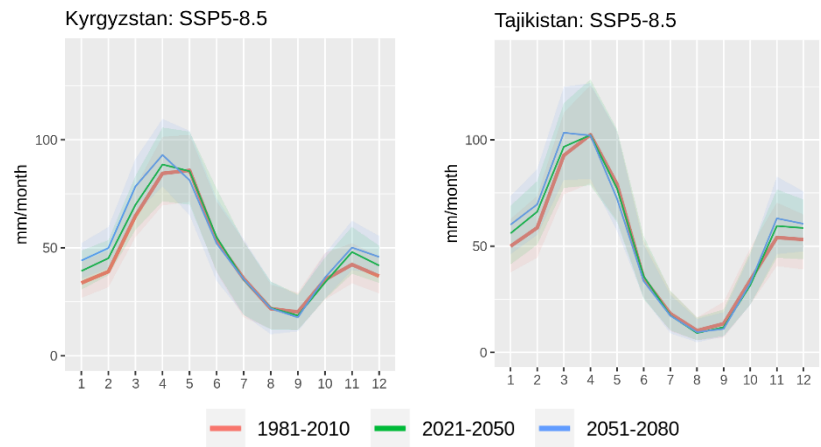 Kyrgyzstan: SSP5-8.5
mm/month
100
50
0
1 2 3 4 5 6 7 8 9 10 11 12
Tajikistan: SSP5-8.5
mm/month
100
50
0
1 2 3 4 5 6 7 8 9 10 11 12
1981-2010 2021-2050 2051-2080